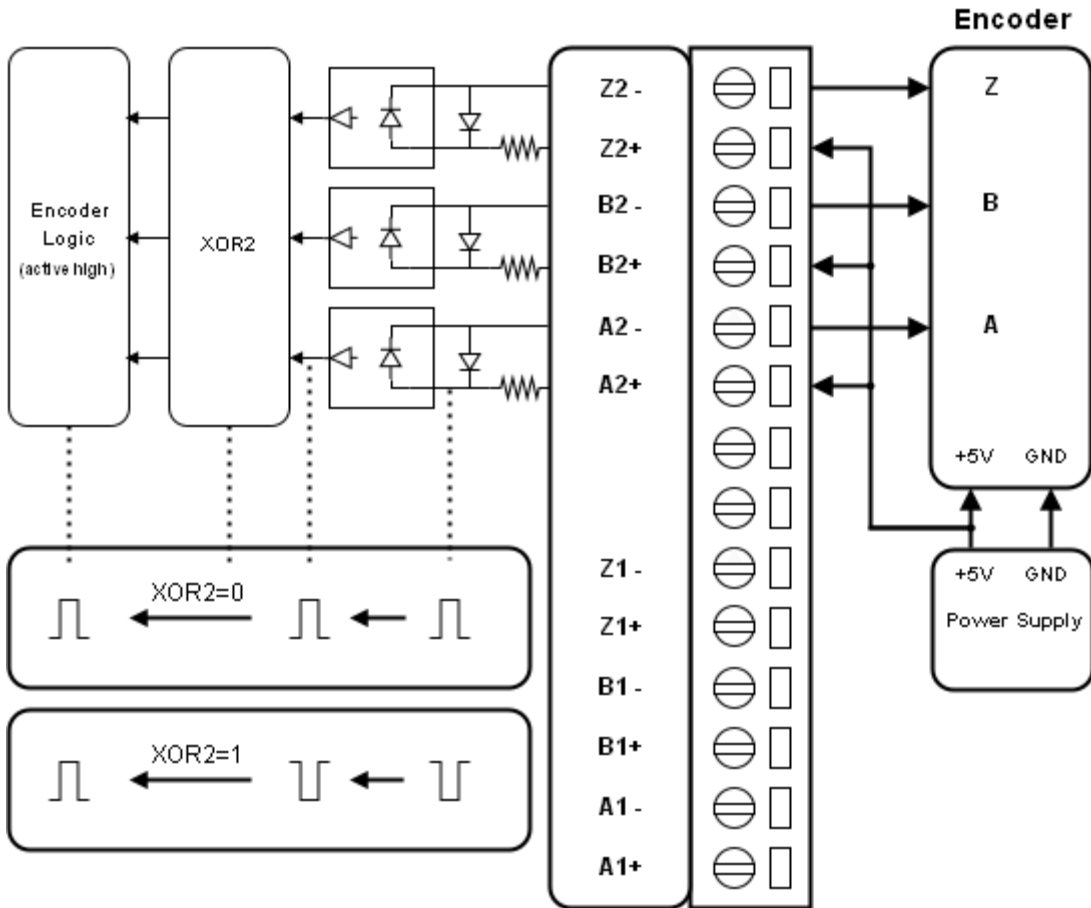 Encoder
Z2 -
Z
Z2+
B2 -
B
Encoder
Logic
(active high)
XOR2
B2+
A2 -
A
A2+
+5V GND
Z1 -
+5V GND
XOR2=0
Z1+
Power Supply
B1 -
XOR2=1
B1+
A1 -
A1+